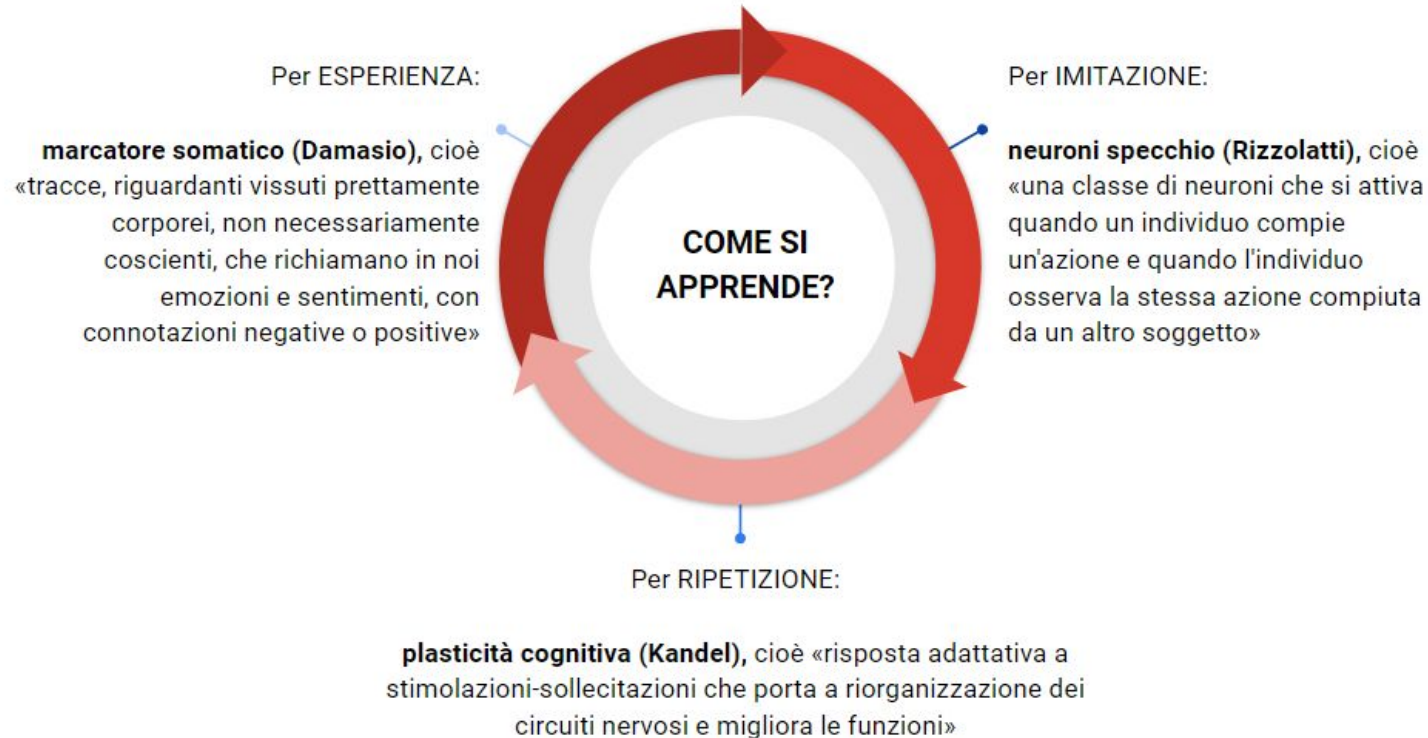 Per ESPERIENZA:
marcatore somatico (Damasio), cioè
«tracce, riguardanti vissuti prettamente
corporei, non necessariamente
coscienti, che richiamano in noi
emozioni e sentimenti, con
connotazioni negative o positive»
COME SI
APPRENDE?
Per IMITAZIONE:
neuroni specchio (Rizzolatti), cioè
«una classe di neuroni che si attiva
quando un individuo compie
un'azione e quando l'individuo
osserva la stessa azione compiuta
da un altro soggetto»
Per RIPETIZIONE:
plasticità cognitiva (Kandel), cioè «risposta adattativa a
stimolazioni-sollecitazioni che porta a riorganizzazione dei
circuiti nervosi e migliora le funzioni»